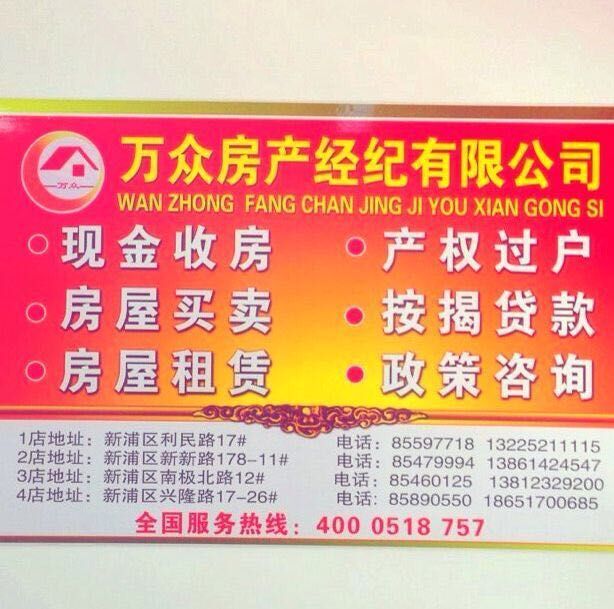 万众房产经纪有限公司
万众
WAN ZHONG FANG CHAN JING JI YOU XIAN GONG SI
现金收房 产权过户
房屋买卖 按揭贷款
房屋租赁 政策咨询
1店地址：新浦区利民路17# 电话：85597718 13225211115
2店地址：新浦区新新路178-11# 电话：85479994 13861424547
3店地址：新浦区南极北路12# 电话：85460125 13812329200
4店地址：新浦区兴隆路17-26# 电话：85890550 18651700685
全国服务热线：400 0518 757